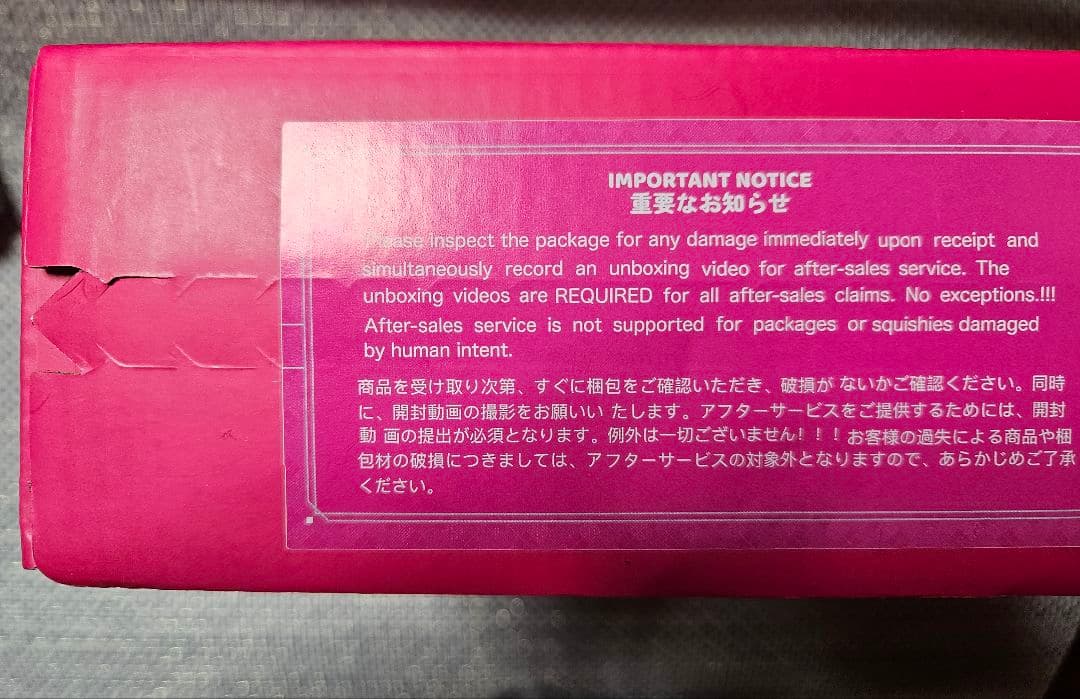 IMPORTANT NOTICE
重要なお知らせ
Please inspect the package for any damage immediately upon receipt and
simultaneously record an unboxing video for after-sales service. The
unboxing videos are REQUIRED for all after-sales claims. No exceptions.!!!
After-sales service is not supported for packages or squishies damaged
by human intent.
商品を受け取り次第、すぐに梱包をご確認いただき、破損が ないかご確認ください。同時
に、開封動画の撮影をお願いい たします。アフターサービスをご提供するためには、開封
動 画の提出が必須となります。例外は一切ございません！！！お客様の過失による商品や梱
包材の破損につきましては、アフターサービスの対象外となりますので、あらかじめご了承
ください。